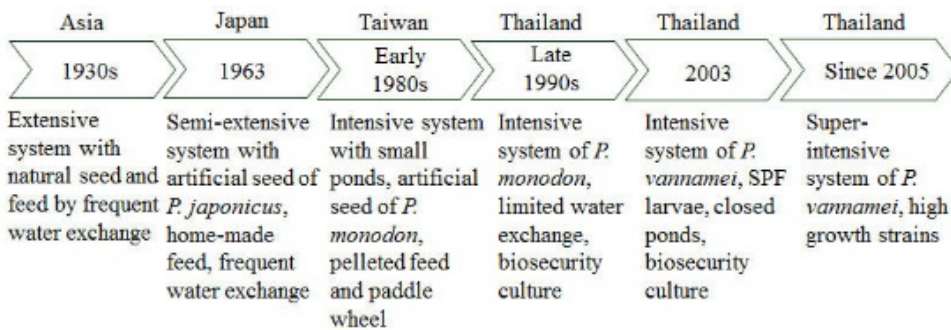 Asia
1930s
Extensive
system with
natural seed and
feed by frequent
water exchange
Japan
1963
Semi-extensive
system with
artificial seed of
P. japonicus,
home-made
feed, frequent
water exchange
Taiwan
Early
1980s
Intensive system
with small
ponds, artificial
seed of P.
monodon,
pelleted feed
and paddle
wheel
Thailand
Late
1990s
Intensive
system of P.
monodon,
limited water
exchange,
biosecurity
culture
Thailand
2003
Intensive
system of P.
vannamei, SPF
larvae, closed
ponds,
biosecurity
culture
Thailand
Since 2005
Super-
intensive
system of P.
vannamei, high
growth strains